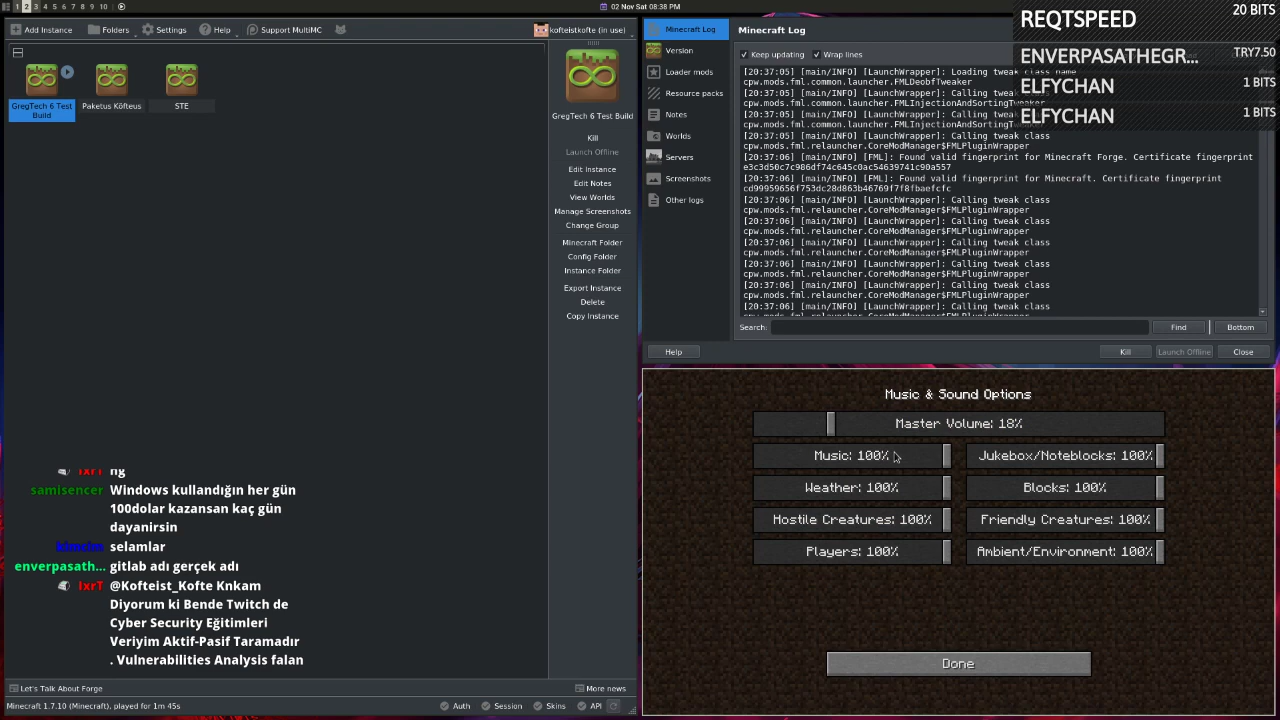 1 2 3 4 5 6 7 8 9 10
02 Nov Sat 08:38 PM
Add Instance Folders Settings Help Support MultiMC kofteistkofte (in use)
GregTech 6 Test Build
Paketus Köfteus
STE
GregTech 6 Test Build
Kill
Launch Offline
Edit Instance
Edit Notes
View Worlds
Manage Screenshots
Change Group
Minecraft Folder
Config Folder
Instance Folder
Export Instance
Delete
Copy Instance
lxrT ng
samisencer Windows kullandığın her gün
100dolar kazansan kaç gün
dayanirsin
selamlar
enverpasath... gitlab adı gerçek adı
lxrT @Kofteist_Kofte Knkam
Diyorum ki Bende Twitch de
Cyber Security Eğitimleri
Veriyim Aktif-Pasif Taramadır
. Vulnerabilities Analysis falan
Let's Talk About Forge More news
Minecraft 1.7.10 (Minecraft), played for 1m 45s Auth Session Skins API
Minecraft Log
Version
Loader mods
Resource packs
Notes
Worlds
Servers
Screenshots
Other logs
Minecraft Log
Keep updating Wrap lines
[20:37:05] [main/INFO] [LaunchWrapper]: Loading tweak class name
cpw.mods.fml.common.launcher.FMLDeobfTweaker
[20:37:05] [main/INFO] [LaunchWrapper]: Calling tweak class
cpw.mods.fml.common.launcher.FMLInjectionAndSortingTweaker
[20:37:05] [main/INFO] [LaunchWrapper]: Calling tweak class
cpw.mods.fml.common.launcher.FMLInjectionAndSortingTweaker
[20:37:05] [main/INFO] [LaunchWrapper]: Calling tweak class
cpw.mods.fml.relauncher.CoreModManager$FMLPluginWrapper
[20:37:06] [main/INFO] [FML]: Found valid fingerprint for Minecraft Forge. Certificate fingerprint
e3c3d50c7c986df74c645c0ac54639741c90a557
[20:37:06] [main/INFO] [FML]: Found valid fingerprint for Minecraft. Certificate fingerprint
cd99959656f753dc28d863b46769f7f8fbaefcfc
[20:37:06] [main/INFO] [LaunchWrapper]: Calling tweak class
cpw.mods.fml.relauncher.CoreModManager$FMLPluginWrapper
[20:37:06] [main/INFO] [LaunchWrapper]: Calling tweak class
cpw.mods.fml.relauncher.CoreModManager$FMLPluginWrapper
[20:37:06] [main/INFO] [LaunchWrapper]: Calling tweak class
cpw.mods.fml.relauncher.CoreModManager$FMLPluginWrapper
[20:37:06] [main/INFO] [LaunchWrapper]: Calling tweak class
cpw.mods.fml.relauncher.CoreModManager$FMLPluginWrapper
[20:37:06] [main/INFO] [LaunchWrapper]: Calling tweak class
cpw.mods.fml.relauncher.CoreModManager$FMLPluginWrapper
[20:37:06] [main/INFO] [LaunchWrapper]: Calling tweak class
Search: Find Bottom
Help Kill Launch Offline Close
REQTSPEED 20 BITS
ENVERPASATHEGR... TRY7.50
ELFYCHAN 1 BITS
ELFYCHAN 1 BITS
Music & Sound Options
Master Volume: 18%
Music: 100% Jukebox/Noteblocks: 100%
Weather: 100% Blocks: 100%
Hostile Creatures: 100% Friendly Creatures: 100%
Players: 100% Ambient/Environment: 100%
Done